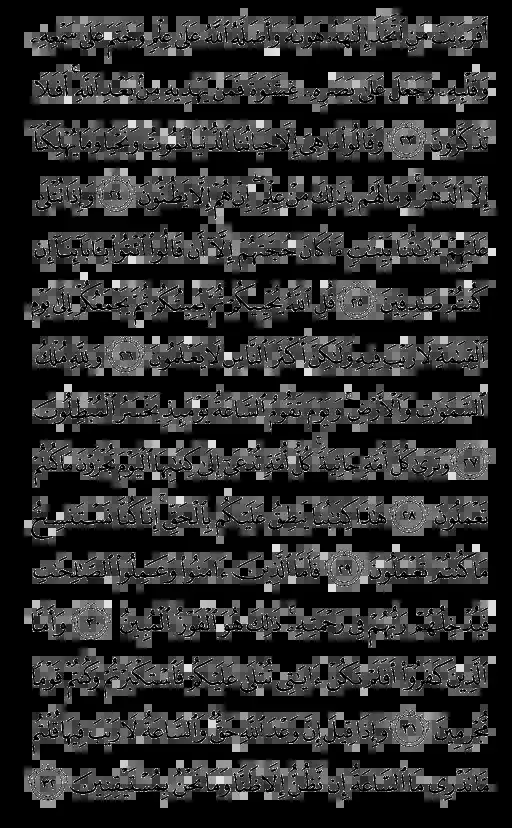 أَفَرَءَيْتَ مَنِ ٱتَّخَذَ إِلَٰهَهُۥ هَوَىٰهُ وَأَضَلَّهُ ٱللَّهُ عَلَىٰ عِلْمٍ وَخَتَمَ عَلَىٰ سَمْعِهِۦ
وَقَلْبِهِۦ وَجَعَلَ عَلَىٰ بَصَرِهِۦ غِشَٰوَةً فَمَن يَهْدِيهِ مِنۢ بَعْدِ ٱللَّهِ أَفَلَا
تَذَكَّرُونَ ٢٣ وَقَالُوا۟ مَا هِىَ إِلَّا حَيَاتُنَا ٱلدُّنْيَا نَمُوتُ وَنَحْيَا وَمَا يُهْلِكُنَآ
إِلَّا ٱلدَّهْرُ وَمَا لَهُم بِذَٰلِكَ مِنْ عِلْمٍ إِنْ هُمْ إِلَّا يَظُنُّونَ ٢٤ وَإِذَا تُتْلَىٰ
عَلَيْهِمْ ءَايَٰتُنَا بَيِّنَٰتٍ مَّا كَانَ حُجَّتَهُمْ إِلَّآ أَن قَالُوا۟ ٱئْتُوا۟ بِـَٔابَآئِنَآ إِن
كُنتُمْ صَٰدِقِينَ ٢٥ قُلِ ٱللَّهُ يُحْيِيكُمْ ثُمَّ يُمِيتُكُمْ ثُمَّ يَجْمَعُكُمْ إِلَىٰ يَوْمِ
ٱلْقِيَٰمَةِ لَا رَيْبَ فِيهِ وَلَٰكِنَّ أَكْثَرَ ٱلنَّاسِ لَا يَعْلَمُونَ ٢٦ وَلِلَّهِ مُلْكُ
ٱلسَّمَٰوَٰتِ وَٱلْأَرْضِ وَيَوْمَ تَقُومُ ٱلسَّاعَةُ يَوْمَئِذٍ يَخْسَرُ ٱلْمُبْطِلُونَ
٢٧ وَتَرَىٰ كُلَّ أُمَّةٍ جَاثِيَةً كُلُّ أُمَّةٍ تُدْعَىٰٓ إِلَىٰ كِتَٰبِهَا ٱلْيَوْمَ تُجْزَوْنَ مَا كُنتُمْ
تَعْمَلُونَ ٢٨ هَٰذَا كِتَٰبُنَا يَنطِقُ عَلَيْكُم بِٱلْحَقِّ إِنَّا كُنَّا نَسْتَنسِخُ
مَا كُنتُمْ تَعْمَلُونَ ٢٩ فَأَمَّا ٱلَّذِينَ ءَامَنُوا۟ وَعَمِلُوا۟ ٱلصَّٰلِحَٰتِ
فَيُدْخِلُهُمْ رَبُّهُمْ فِى رَحْمَتِهِۦ ذَٰلِكَ هُوَ ٱلْفَوْزُ ٱلْمُبِينُ ٣٠ وَأَمَّا
ٱلَّذِينَ كَفَرُوٓا۟ أَفَلَمْ تَكُنْ ءَايَٰتِى تُتْلَىٰ عَلَيْكُمْ فَٱسْتَكْبَرْتُمْ وَكُنتُمْ قَوْمًا
مُّجْرِمِينَ ٣١ وَإِذَا قِيلَ إِنَّ وَعْدَ ٱللَّهِ حَقٌّ وَٱلسَّاعَةُ لَا رَيْبَ فِيهَا قُلْتُم
مَّا نَدْرِى مَا ٱلسَّاعَةُ إِن نَّظُنُّ إِلَّا ظَنًّا وَمَا نَحْنُ بِمُسْتَيْقِنِينَ ٣٢